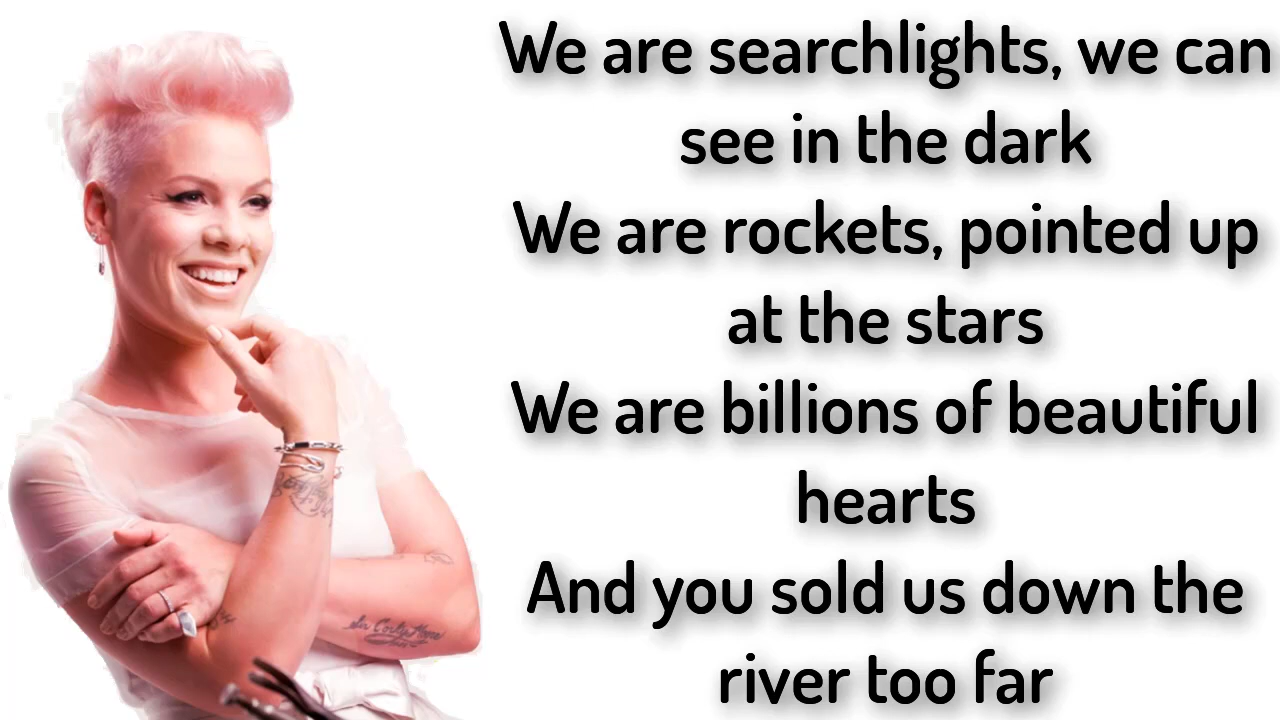 We are searchlights, we can
see in the dark
We are rockets, pointed up
at the stars
We are billions of beautiful
hearts
And you sold us down the
river too far